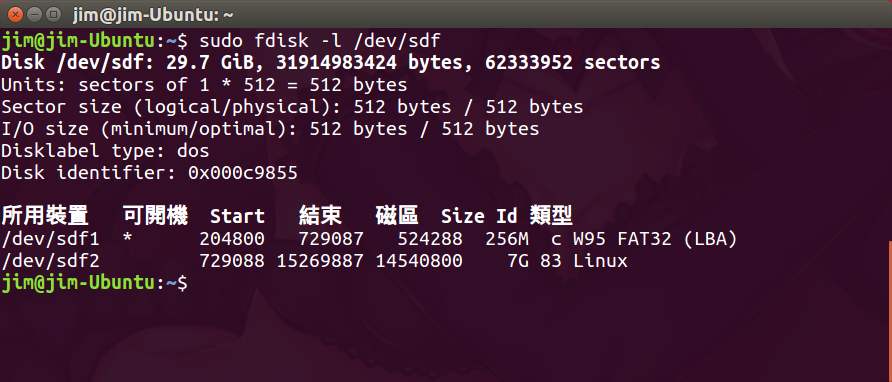 jim@jim-Ubuntu: ~
jim@jim-Ubuntu:~$ sudo fdisk -l /dev/sdf
Disk /dev/sdf: 29.7 GiB, 31914983424 bytes, 62333952 sectors
Units: sectors of 1 * 512 = 512 bytes
Sector size (logical/physical): 512 bytes / 512 bytes
I/O size (minimum/optimal): 512 bytes / 512 bytes
Disklabel type: dos
Disk identifier: 0x000c9855
所用裝置 可開機 Start 結束 磁區 Size Id 類型
/dev/sdf1 * 204800 729087 524288 256M c W95 FAT32 (LBA)
/dev/sdf2 729088 15269887 14540800 7G 83 Linux
jim@jim-Ubuntu:~$